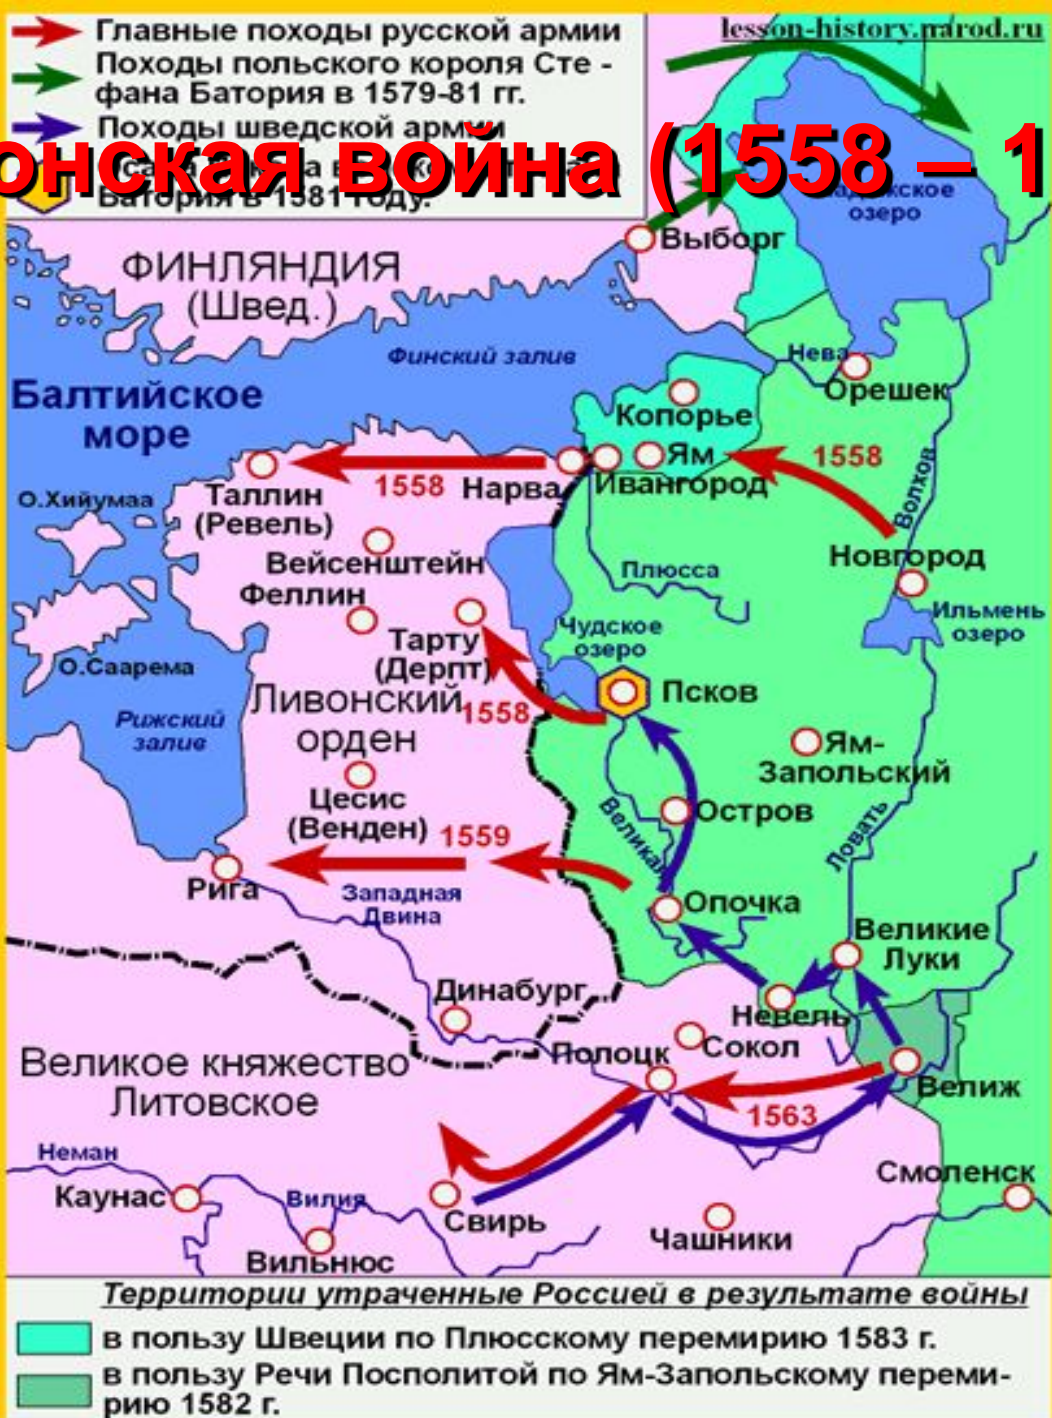 Главные походы русской армии
lesson-history.narod.ru
Походы польского короля Сте -
фана Батория в 1579-81 гг.
Походы шведской армии
онская война (1558 – 1
Батория в 1581 году.
озеро
Выборг
ФИНЛЯНДИЯ
(Швед.)
Финский залив
Нева
Орешек
Балтийское
море
Копорье
Ям
1558
Волхов
1558
Нарва
Ивангород
О.Хийумаа
Таллин
(Ревель)
Вейсенштейн
Новгород
Феллин
Плюсса
Ильмень
озеро
Тарту
(Дерпт)
Чудское
озеро
О.Саарема
Ливонский
орден
1558
Псков
Рижский
залив
Ям-
Запольский
Цесис
(Венден)
1559
Остров
Великая
Ловать
Рига
Западная
Двина
Опочка
Великие
Луки
Динабург
Невель
Сокол
Полоцк
Велиж
Великое княжество
Литовское
1563
Неман
Каунас
Вилия
Свирь
Смоленск
Чашники
Вильнюс
Территории утраченные Россией в результате войны
в пользу Швеции по Плюсскому перемирию 1583 г.
в пользу Речи Посполитой по Ям-Запольскому переми-
рию 1582 г.